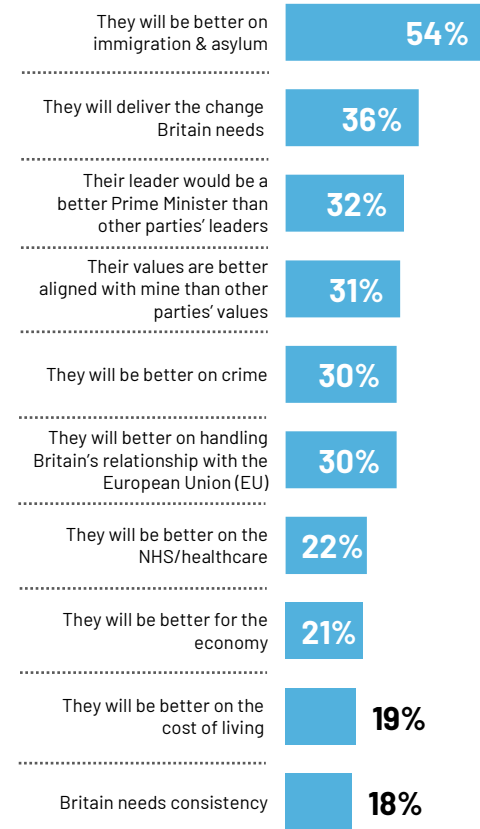 They will be better on
immigration & asylum
54%
They will deliver the change
Britain needs
36%
Their leader would be a
better Prime Minister than
other parties' leaders
32%
Their values are better
aligned with mine than other
parties' values
31%
They will be better on crime
30%
They will better on handling
Britain's relationship with the
European Union (EU)
30%
They will be better on the
NHS/healthcare
22%
They will be better for the
economy
21%
They will be better on the
cost of living
19%
Britain needs consistency
18%